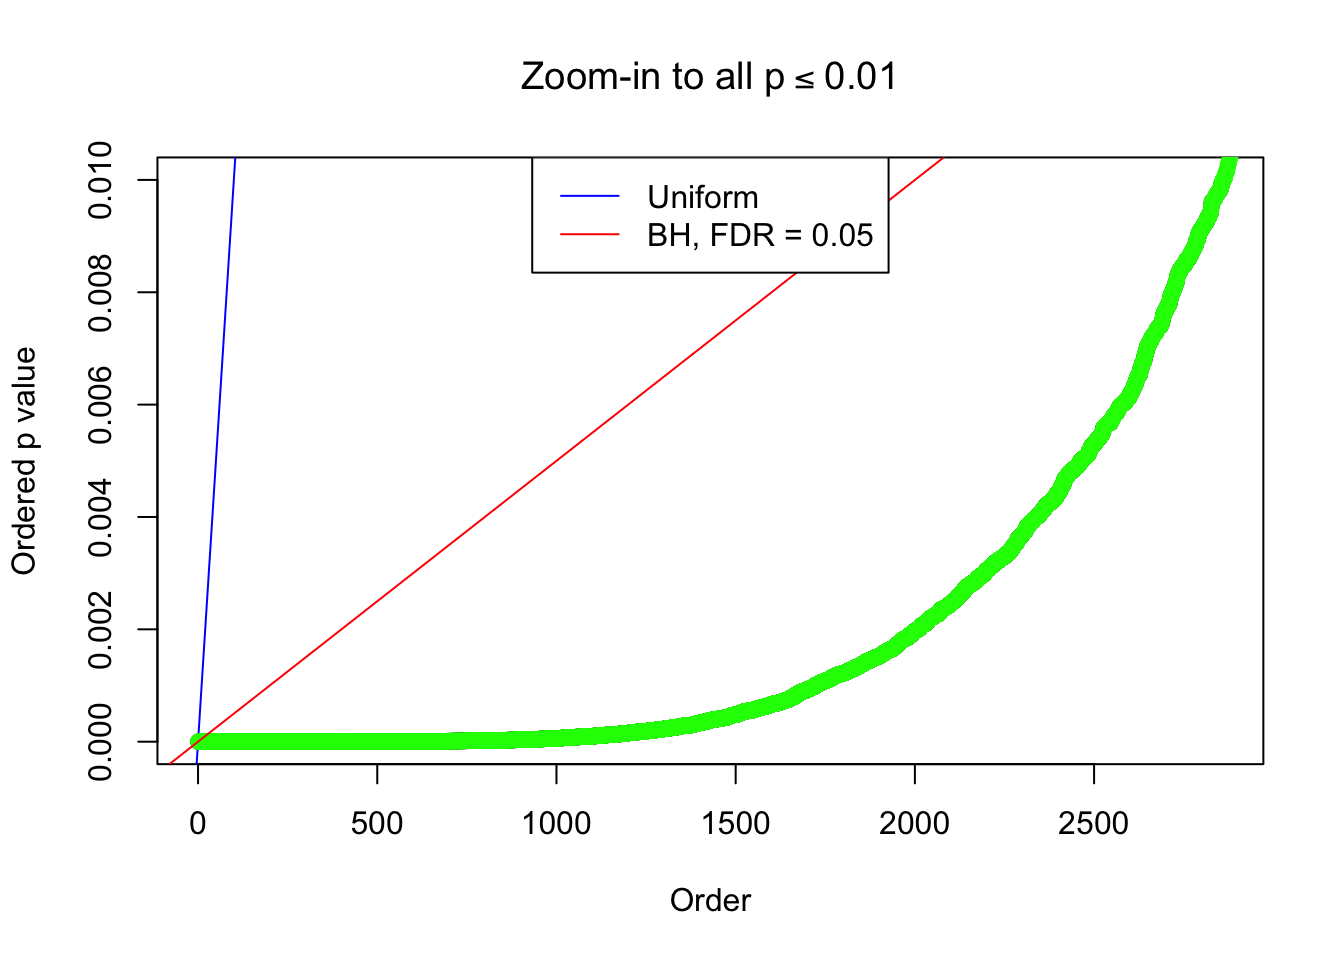 Zoom-in to all p ≤ 0.01
Uniform
BH, FDR = 0.05
Ordered p value
0.000 0.002 0.004 0.006 0.008 0.010
0 500 1000 1500 2000 2500
Order